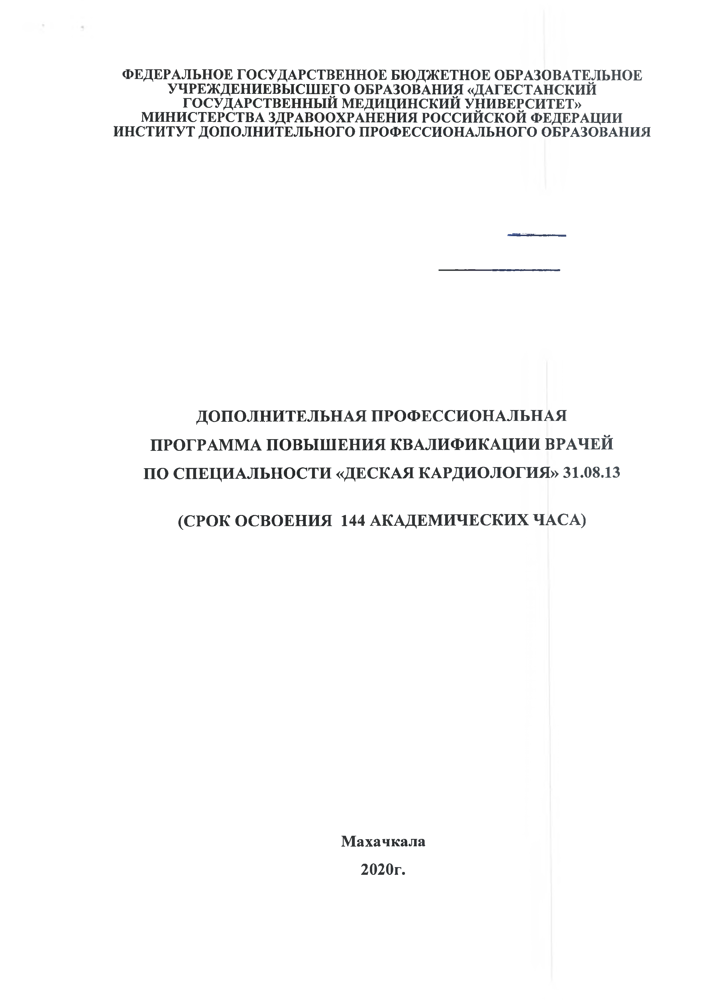 ФЕДЕРАЛЬНОЕ ГОСУДАРСТВЕННОЕ БЮДЖЕТНОЕ ОБРАЗОВАТЕЛЬНОЕ
УЧРЕЖДЕНИЕВЫСШЕГО ОБРАЗОВАНИЯ «ДАГЕСТАНСКИЙ
ГОСУДАРСТВЕННЫЙ МЕДИЦИНСКИЙ УНИВЕРСИТЕТ»
МИНИСТЕРСТВА ЗДРАВООХРАНЕНИЯ РОССИЙСКОЙ ФЕДЕРАЦИИ
ИНСТИТУТ ДОПОЛНИТЕЛЬНОГО ПРОФЕССИОНАЛЬНОГО ОБРАЗОВАНИЯ
ДОПОЛНИТЕЛЬНАЯ ПРОФЕССИОНАЛЬНАЯ
ПРОГРАММА ПОВЫШЕНИЯ КВАЛИФИКАЦИИ ВРАЧЕЙ
ПО СПЕЦИАЛЬНОСТИ «ДЕСКАЯ КАРДИОЛОГИЯ» 31.08.13
(СРОК ОСВОЕНИЯ 144 АКАДЕМИЧЕСКИХ ЧАСА)
Махачкала
2020г.